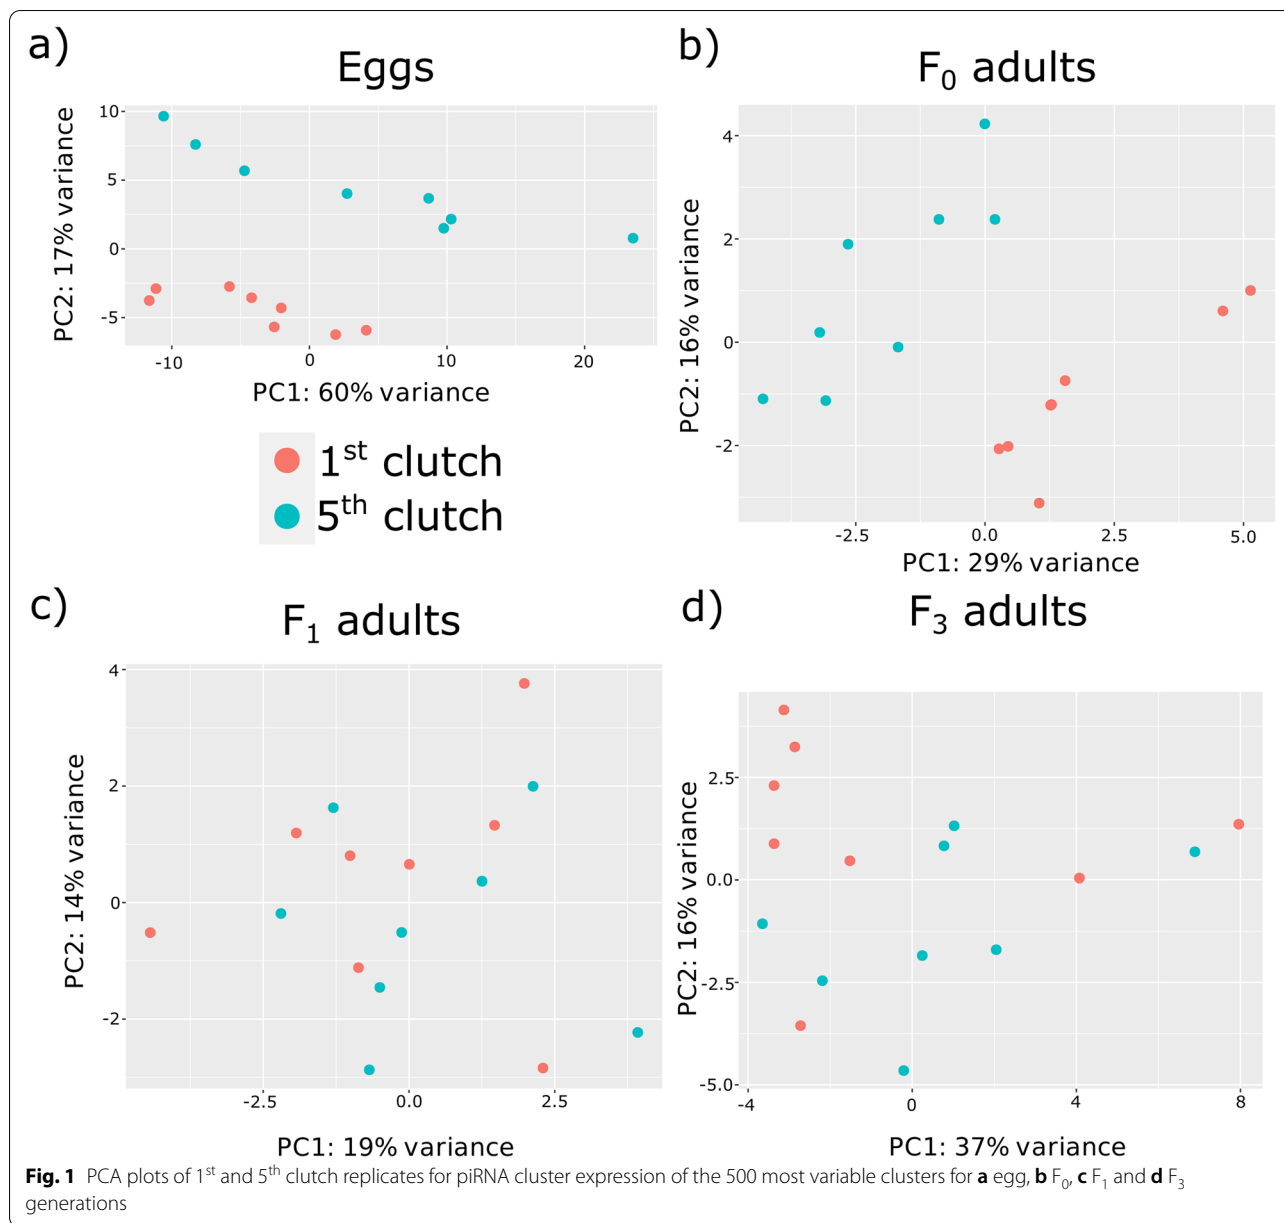 a)
Eggs
10
5
0
-5
PC2: 17% variance
-10
0
10
20
PC1: 60% variance
1st clutch
5th clutch
b)
F0 adults
4
2
0
-2
PC2: 16% variance
-2.5
0.0
2.5
5.0
PC1: 29% variance
c)
F1 adults
4
2
0
-2
PC2: 14% variance
-2.5
0.0
2.5
PC1: 19% variance
d)
F3 adults
2.5
0.0
-2.5
-5.0
PC2: 16% variance
-4
0
4
8
PC1: 37% variance
Fig. 1 PCA plots of 1st and 5th clutch replicates for piRNA cluster expression of the 500 most variable clusters for a egg, b F0, c F1 and d F3
generations